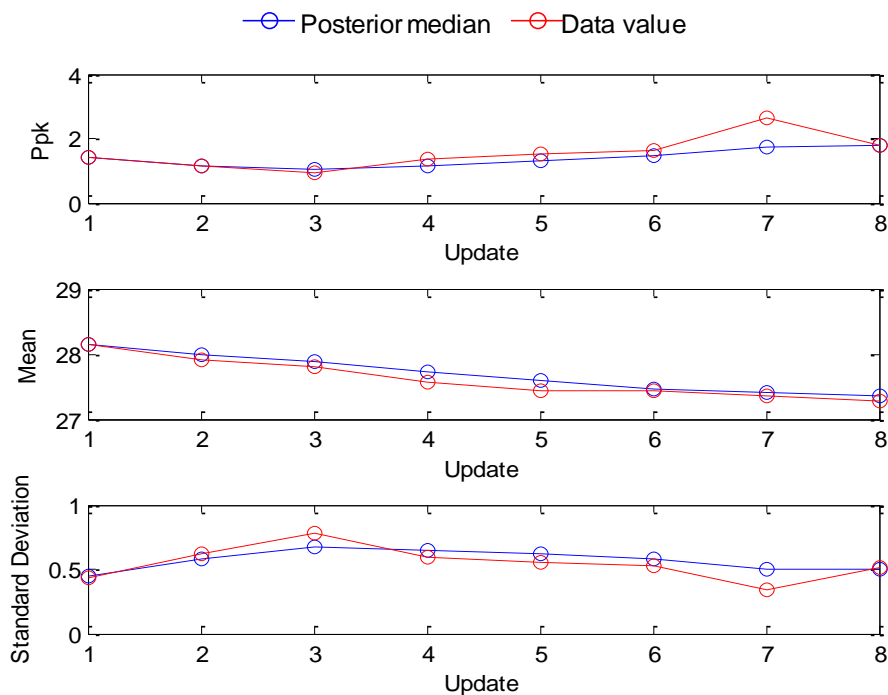 Posterior median Data value
4
2
0
Ppk
1 2 3 4 5 6 7 8
Update
29
28
27
Mean
1 2 3 4 5 6 7 8
Update
1
0.5
0
Standard Deviation
1 2 3 4 5 6 7 8
Update